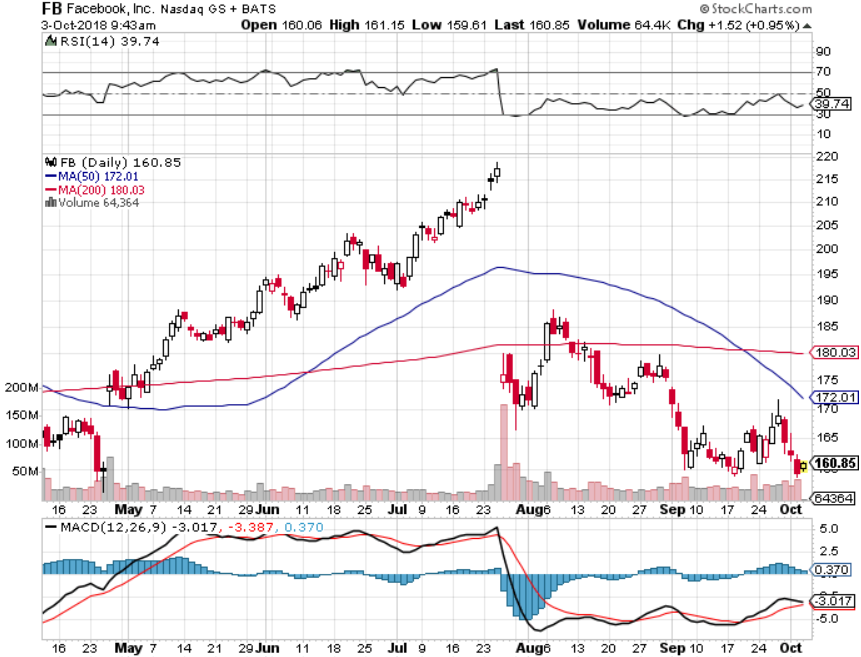 FB Facebook, Inc. Nasdaq GS + BATS © StockCharts.com
3-Oct-2018 9:43am Open 160.06 High 161.15 Low 159.61 Last 160.85 Volume 64.4K Chg +1.52 (+0.95%)
RSI(14) 39.74
90
70
50
39.74
30
10
FB (Daily) 160.85
MA(50) 172.01
MA(200) 180.03
Volume 64,364
220
215
210
205
200
195
190
185
180.03
175
172.01
170
165
160.85
64364
200M
150M
100M
50M
16 23 May 7 14 21 29 Jun 11 18 25 Jul 9 16 23 Aug 6 13 20 27 Sep 10 17 24 Oct
MACD(12,26,9) -3.017, -3.387, 0.370
5.0
2.5
0.370
-3.017
-5.0
16 23 May 7 14 21 29 Jun 11 18 25 Jul 9 16 23 Aug 6 13 20 27 Sep 10 17 24 Oct